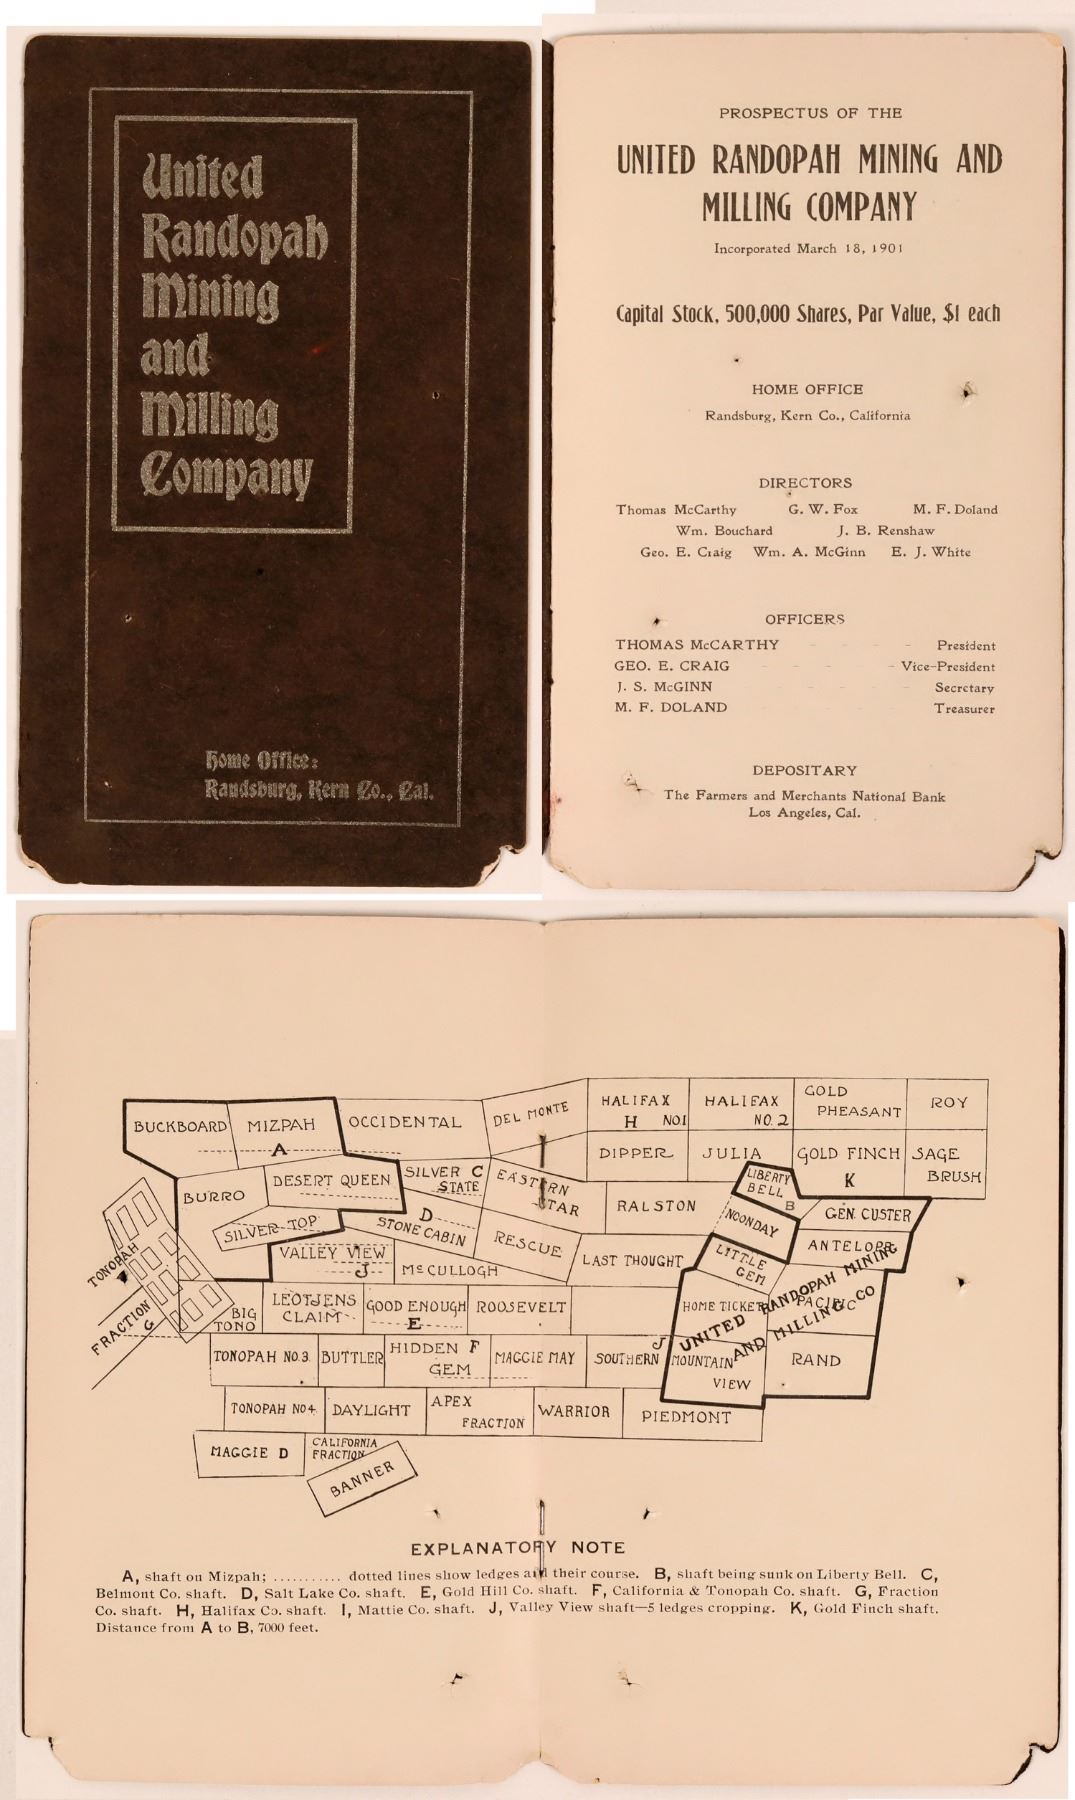 United
Randopah
Mining
and
Milling
Company
Home Office:
Randsburg, Kern Co., Cal.
PROSPECTUS OF THE
UNITED RANDOPAH MINING AND
MILLING COMPANY
Incorporated March 18, 1901
Capital Stock, 500,000 Shares, Par Value, $1 each
HOME OFFICE
Randsburg, Kern Co., California
DIRECTORS
Thomas McCarthy G. W. Fox M. F. Doland
Wm. Bouchard J. B. Renshaw
Geo. E. Craig Wm. A. McGinn E. J. White
OFFICERS
THOMAS McCARTHY - - - - President
GEO. E. CRAIG - - - - Vice-President
J. S. McGINN - - - - Secretary
M. F. DOLAND - - - - Treasurer
DEPOSITARY
The Farmers and Merchants National Bank
Los Angeles, Cal.
BUCKBOARD
MIZPAH
A
OCCIDENTAL
DEL MONTE
HALIFAX
H NO1
HALIFAX
NO. 2
GOLD
PHEASANT
ROY
DIPPER
JULIA
GOLD FINCH
K
SAGE
BRUSH
BURRO
DESERT QUEEN
SILVER C
STATE
EASTERN
STAR
RALSTON
LIBERTY
BELL
B
NOONDAY
GEN. CUSTER
SILVER TOP
D
STONE CABIN
RESCUE
LAST THOUGHT
LITTLE
GEM
ANTELOPE
TONOPAH
FRACTION
G
VALLEY VIEW
J
McCULLOGH
BIG
TONO
LEOTJENS
CLAIM
GOOD ENOUGH
E
ROOSEVELT
HOME TICKET
PACIFIC
UNITED RANDOPAH MINING
AND MILLING CO
TONOPAH NO.3
BUTTLER
HIDDEN F
GEM
MAGGIE MAY
SOUTHERN
J
MOUNTAIN
VIEW
RAND
TONOPAH NO4
DAYLIGHT
APEX
FRACTION
WARRIOR
PIEDMONT
MAGGIE D
CALIFORNIA
FRACTION
BANNER
EXPLANATORY NOTE
A, shaft on Mizpah; ........... dotted lines show ledges and their course. B, shaft being sunk on Liberty Bell. C,
Belmont Co. shaft. D, Salt Lake Co. shaft. E, Gold Hill Co. shaft. F, California & Tonopah Co. shaft. G, Fraction
Co. shaft. H, Halifax Co. shaft. I, Mattie Co. shaft. J, Valley View shaft—5 ledges cropping. K, Gold Finch shaft.
Distance from A to B, 7000 feet.